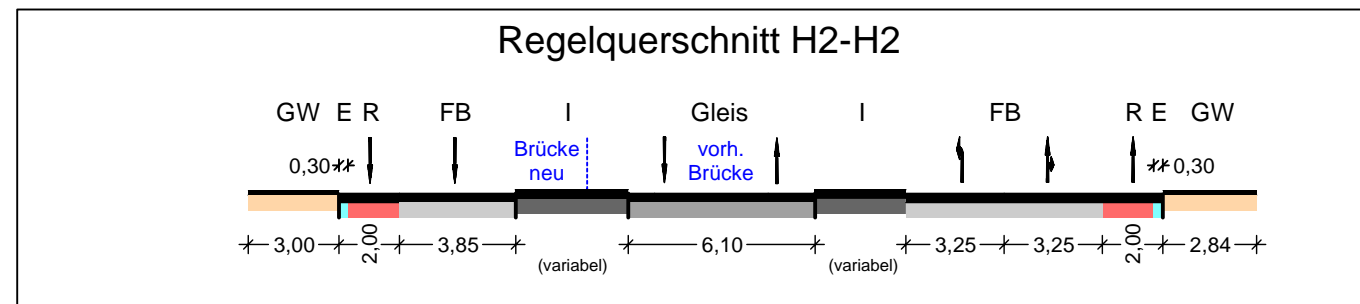 Regelquerschnitt H2-H2
GW E R FB I Gleis I FB R E GW
Brücke neu vorh. Brücke
0,30 0,30
3,00 2,00 3,85 6,10 3,25 3,25 2,00 2,84
(variabel) (variabel)